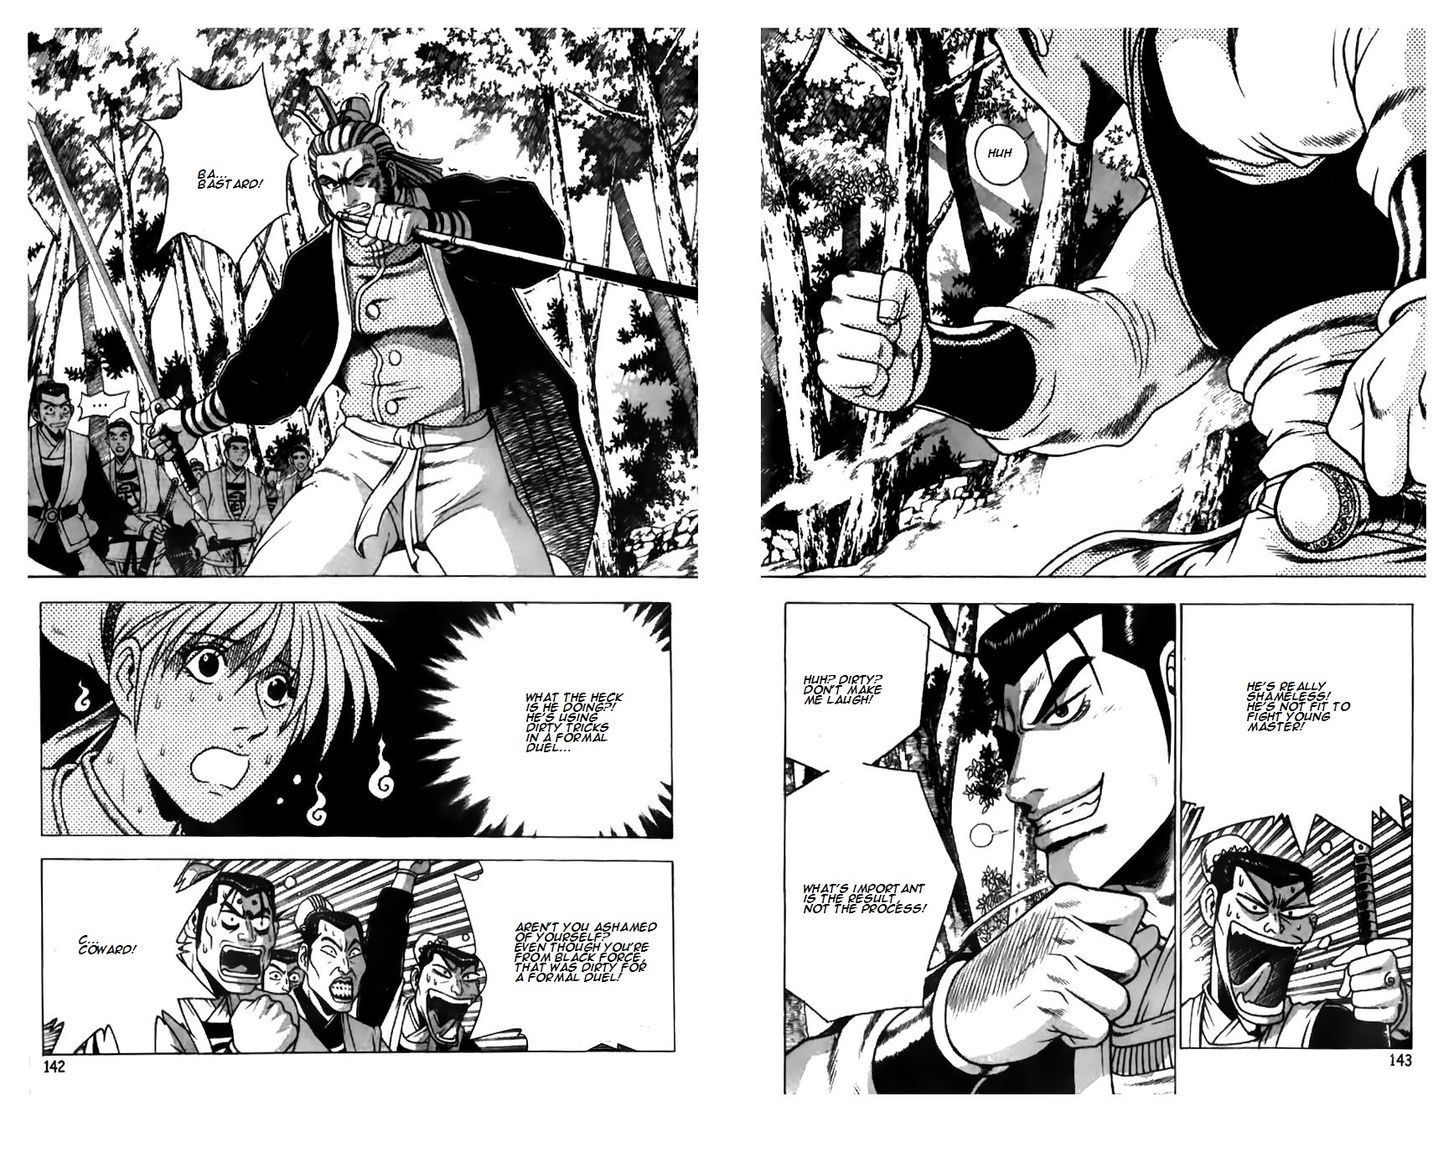 BA...
BASTARD!
...
WHAT THE HECK
IS HE DOING?!
HE'S USING
DIRTY TRICKS
IN A FORMAL
DUEL...
C...
COWARD!
AREN'T YOU ASHAMED
OF YOURSELF?
EVEN THOUGH YOU'RE
FROM BLACK FORCE,
THAT WAS DIRTY FOR
A FORMAL DUEL!
142
HUH
HUH? DIRTY?
DON'T MAKE
ME LAUGH!
WHAT'S IMPORTANT
IS THE RESULT,
NOT THE PROCESS!
HE'S REALLY
SHAMELESS!
HE'S NOT FIT TO
FIGHT YOUNG
MASTER!
143